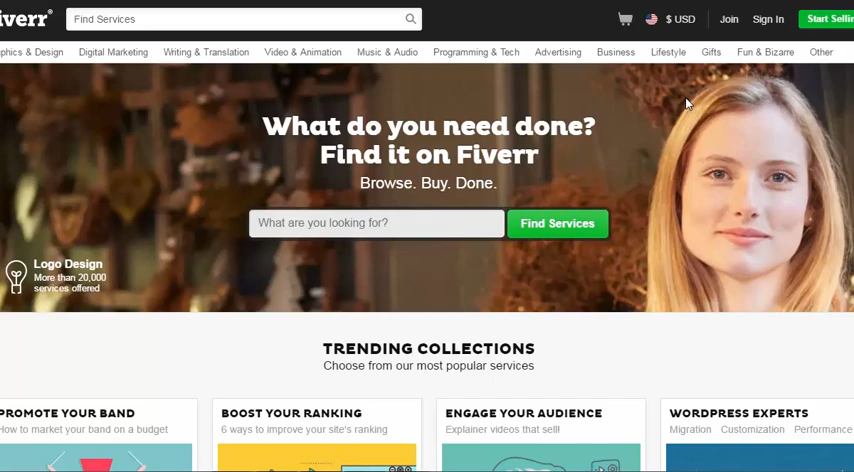 iverr®
Find Services
$ USD
Join
Sign In
Start Sellin
phics & Design
Digital Marketing
Writing & Translation
Video & Animation
Music & Audio
Programming & Tech
Advertising
Business
Lifestyle
Gifts
Fun & Bizarre
Other
What do you need done?
Find it on Fiverr
Browse. Buy. Done.
What are you looking for?
Find Services
Logo Design
More than 20,000
services offered
TRENDING COLLECTIONS
Choose from our most popular services
PROMOTE YOUR BAND
How to market your band on a budget
BOOST YOUR RANKING
6 ways to improve your site's ranking
ENGAGE YOUR AUDIENCE
Explainer videos that sell!
WORDPRESS EXPERTS
Migration Customization Performance